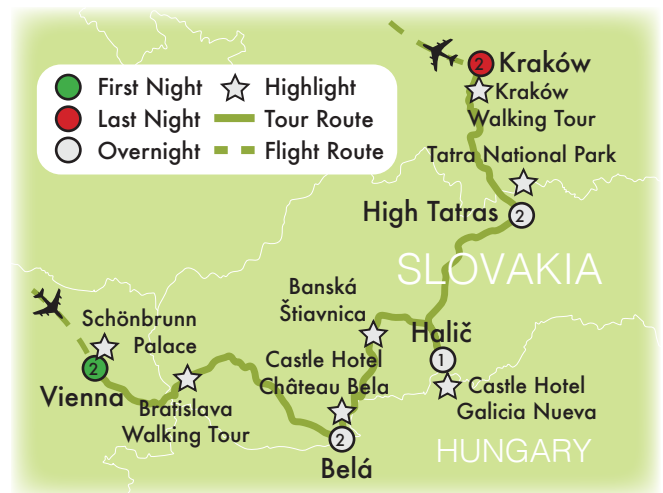 First Night
Highlight
Last Night
Tour Route
Overnight
Flight Route
2
Kraków
Kraków
Walking Tour
Tatra National Park
High Tatras
2
SLOVAKIA
Banská
Štiavnica
Halič
1
Castle Hotel
Galicia Nueva
Schönbrunn
Palace
2
Vienna
Bratislava
Walking Tour
Castle Hotel
Château Bela
2
Belá
HUNGARY